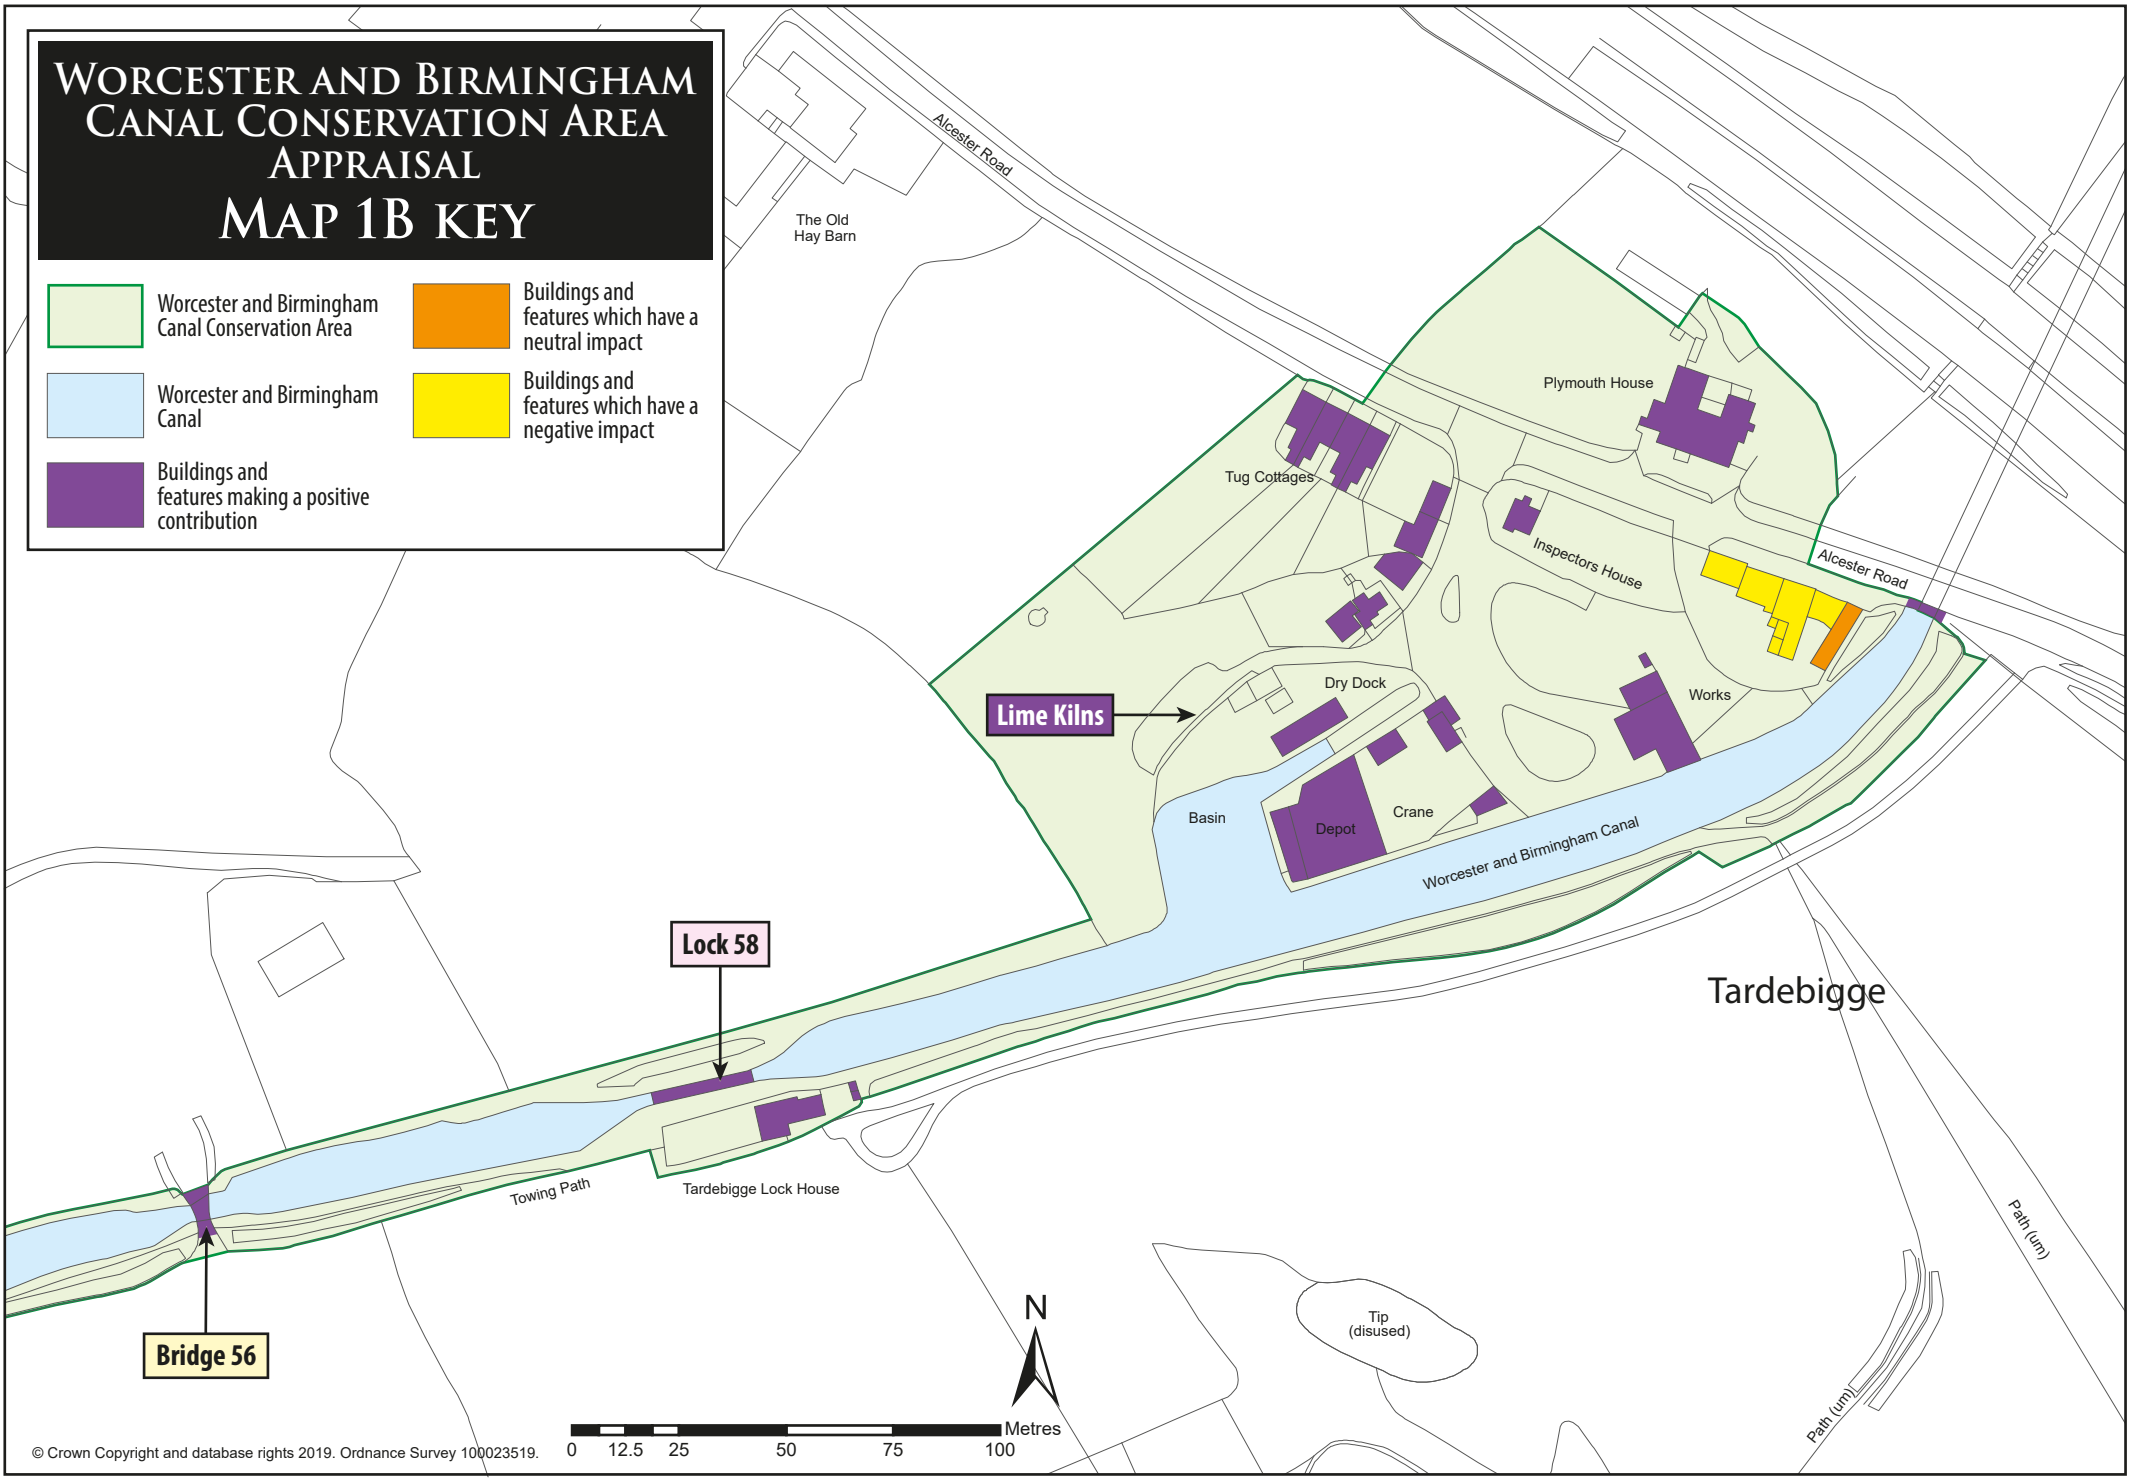 WORCESTER AND BIRMINGHAM
CANAL CONSERVATION AREA
APPRAISAL
MAP 1B KEY
Worcester and Birmingham
Canal Conservation Area
Worcester and Birmingham
Canal
Buildings and
features making a positive
contribution
Buildings and
features which have a
neutral impact
Buildings and
features which have a
negative impact
Alcester Road
The Old
Hay Barn
Plymouth House
Tug Cottages
Inspectors House
Alcester Road
Dry Dock
Works
Lime Kilns
Basin
Depot
Crane
Worcester and Birmingham Canal
Lock 58
Tardebigge
Towing Path
Tardebigge Lock House
Path (um)
Bridge 56
N
Tip
(disused)
Path (um)
Metres
0 12.5 25 50 75 100
© Crown Copyright and database rights 2019. Ordnance Survey 100023519.